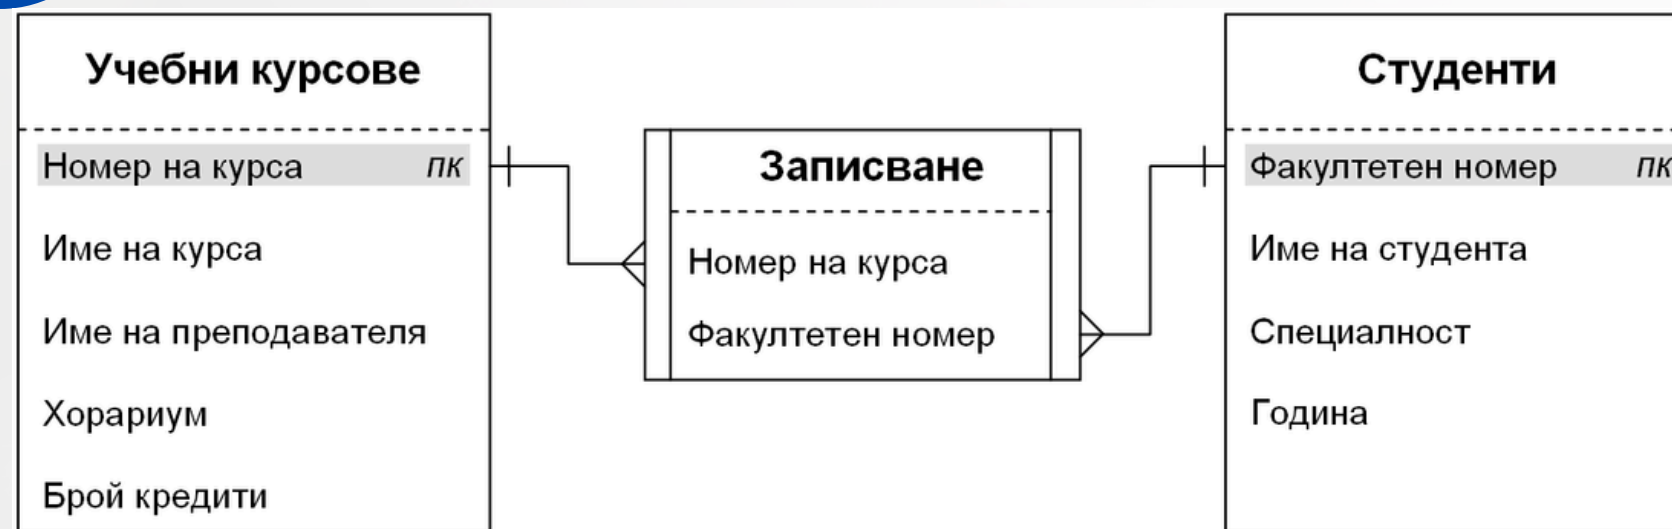 Учебни курсове
Номер на курса пк
Име на курса
Име на преподавателя
Хорариум
Брой кредити
Записване
Номер на курса
Факултетен номер
Студенти
Факултетен номер пк
Име на студента
Специалност
Година